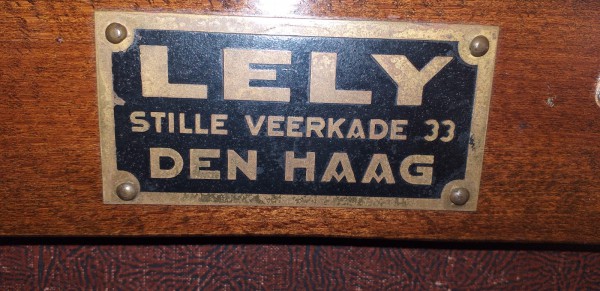 LELY
STILLE VEERKADE 33
DEN HAAG